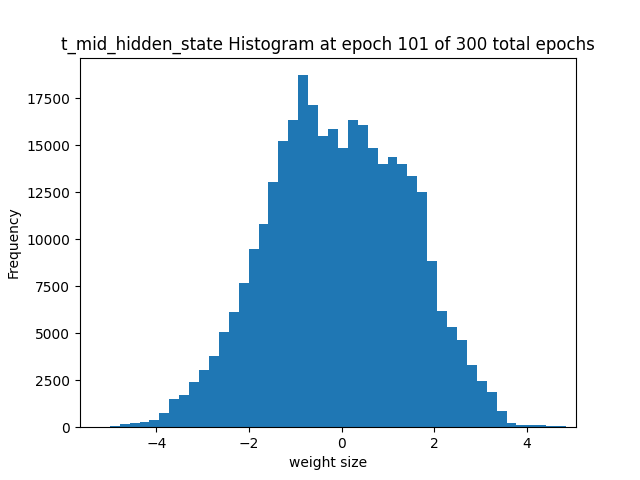 t_mid_hidden_state Histogram at epoch 101 of 300 total epochs
17500
15000
12500
10000
7500
5000
2500
0
Frequency
−4 −2 0 2 4
weight size